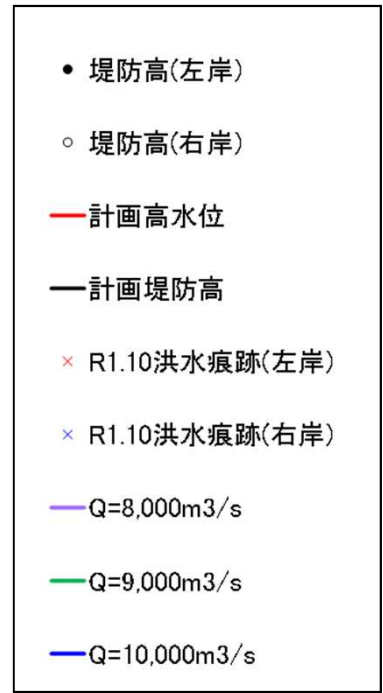 堤防高(左岸)
堤防高(右岸)
計画高水位
計画堤防高
R1.10洪水痕跡(左岸)
R1.10洪水痕跡(右岸)
Q=8,000m3/s
Q=9,000m3/s
Q=10,000m3/s